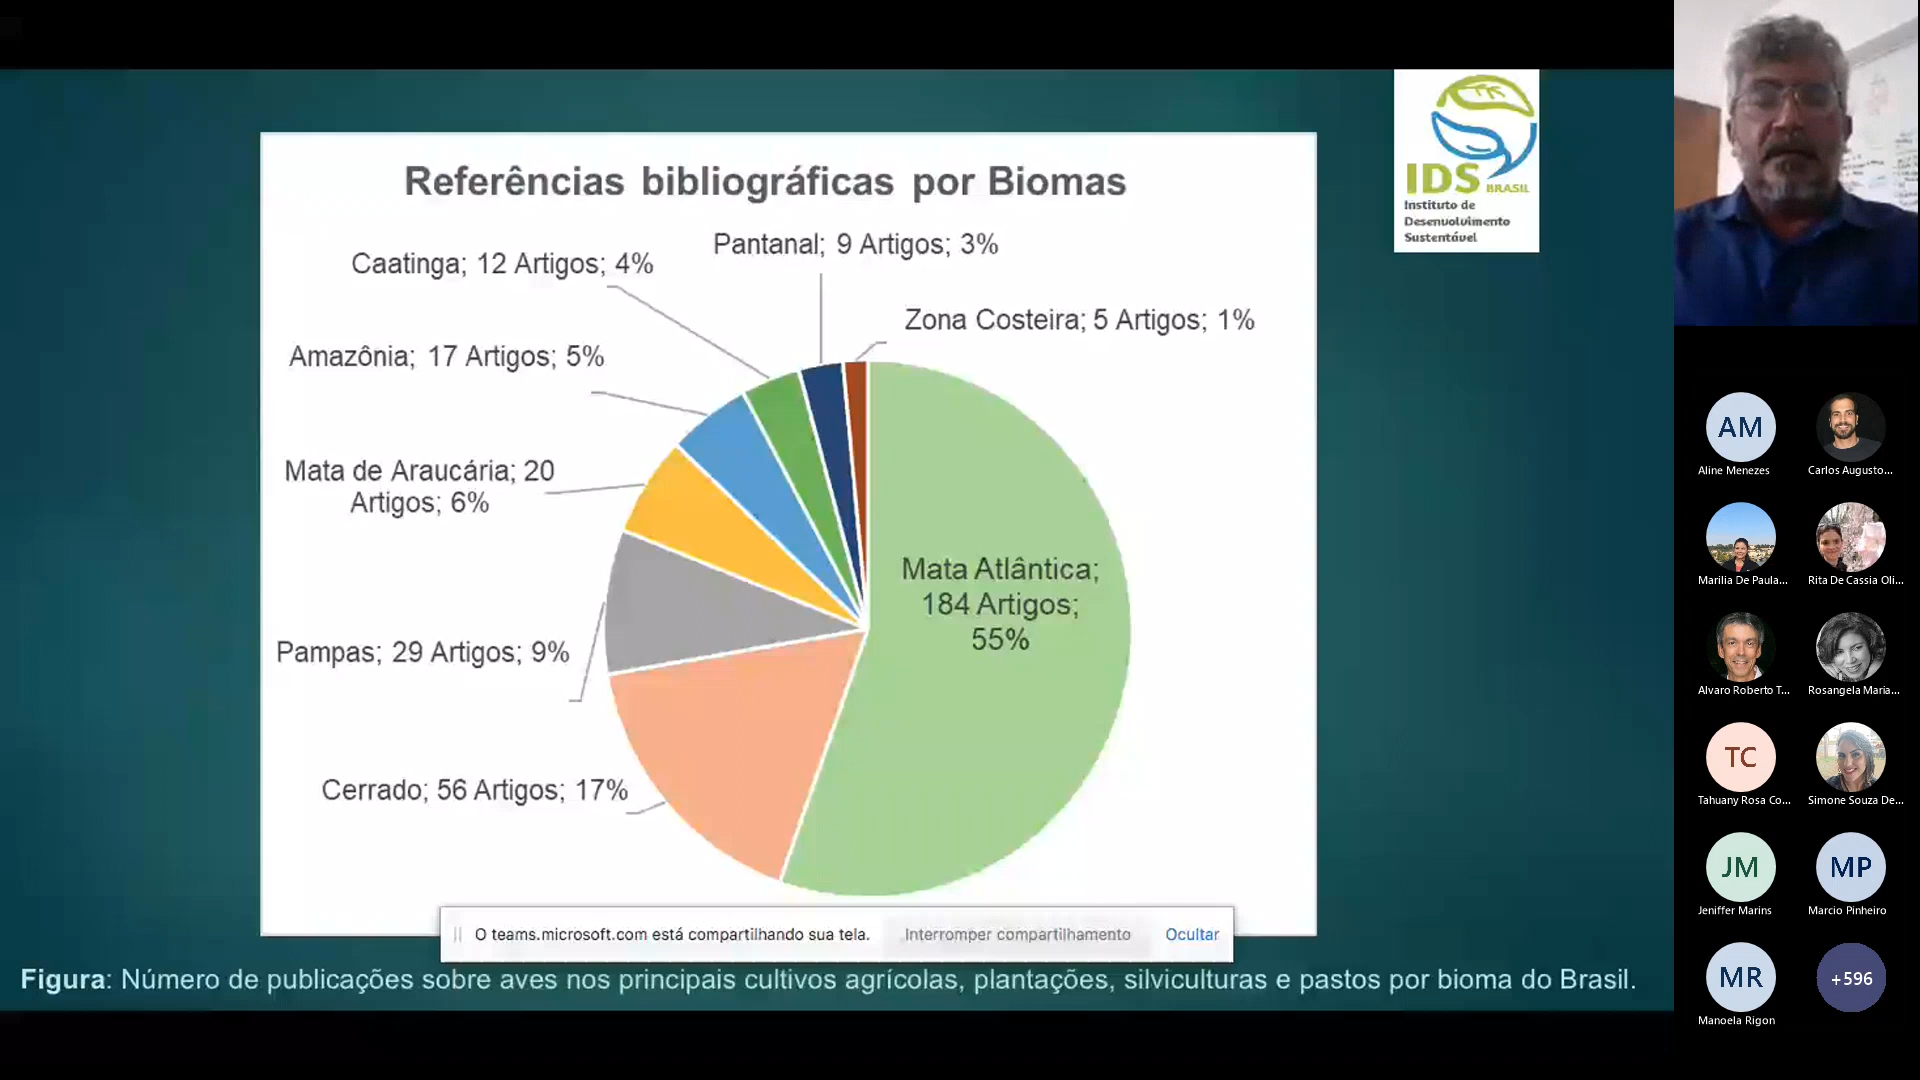 Referências bibliográficas por Biomas
Pantanal; 9 Artigos; 3%
Caatinga; 12 Artigos; 4%
Zona Costeira; 5 Artigos; 1%
Amazônia; 17 Artigos; 5%
Mata de Araucária; 20
Artigos; 6%
Mata Atlântica;
184 Artigos;
55%
Pampas; 29 Artigos; 9%
Cerrado; 56 Artigos; 17%
O teams.microsoft.com está compartilhando sua tela.
Interromper compartilhamento
Ocultar
Figura: Número de publicações sobre aves nos principais cultivos agrícolas, plantações, silviculturas e pastos por bioma do Brasil.
IDS BRASIL
Instituto de
Desenvolvimento
Sustentável
AM
Aline Menezes
Carlos Augusto...
Marilia De Paula...
Rita De Cassia Oli...
Alvaro Roberto T...
Rosangela Maria...
TC
Tahuany Rosa Co...
Simone Souza De...
JM
Jeniffer Marins
MP
Marcio Pinheiro
MR
Manoela Rigon
+596